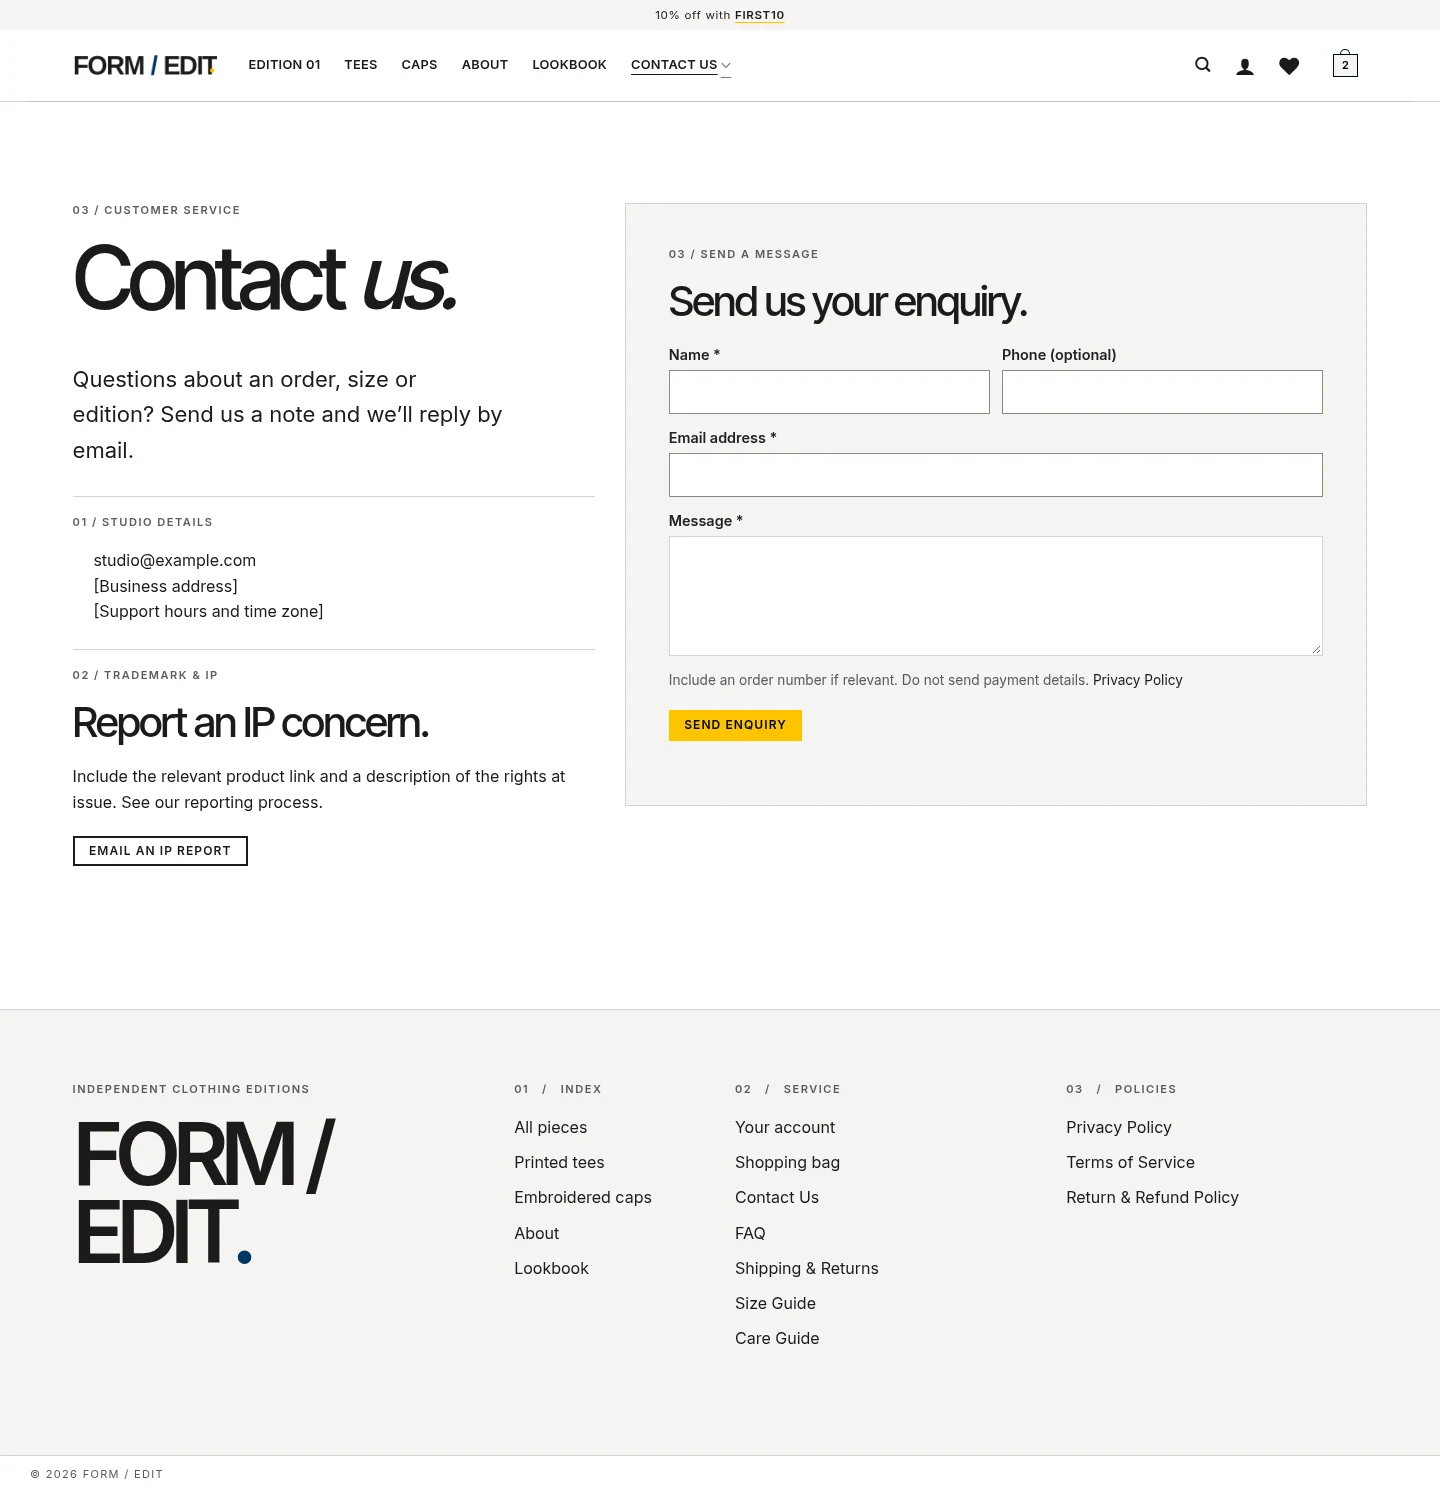 10% off with FIRST10
FORM / EDIT.
EDITION 01
TEES
CAPS
ABOUT
LOOKBOOK
CONTACT US
2
03 / CUSTOMER SERVICE
Contact us.
Questions about an order, size or
edition? Send us a note and we’ll reply by
email.
01 / STUDIO DETAILS
studio@example.com
[Business address]
[Support hours and time zone]
02 / TRADEMARK & IP
Report an IP concern.
Include the relevant product link and a description of the rights at
issue. See our reporting process.
EMAIL AN IP REPORT
03 / SEND A MESSAGE
Send us your enquiry.
Name *
Phone (optional)
Email address *
Message *
Include an order number if relevant. Do not send payment details. Privacy Policy
SEND ENQUIRY
INDEPENDENT CLOTHING EDITIONS
FORM /
EDIT.
01 / INDEX
All pieces
Printed tees
Embroidered caps
About
Lookbook
02 / SERVICE
Your account
Shopping bag
Contact Us
FAQ
Shipping & Returns
Size Guide
Care Guide
03 / POLICIES
Privacy Policy
Terms of Service
Return & Refund Policy
© 2026 FORM / EDIT